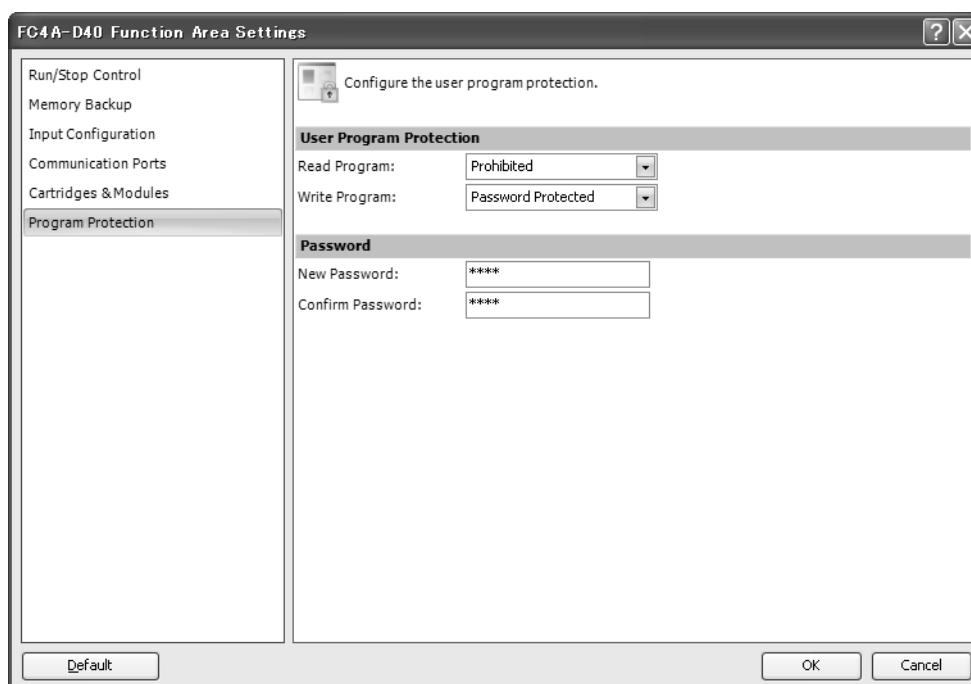 FC4A-D40 Function Area Settings
Run/Stop Control
Memory Backup
Input Configuration
Communication Ports
Cartridges & Modules
Program Protection
Configure the user program protection.
User Program Protection
Read Program: Prohibited
Write Program: Password Protected
Password
New Password: ****
Confirm Password: ****
Default
OK
Cancel